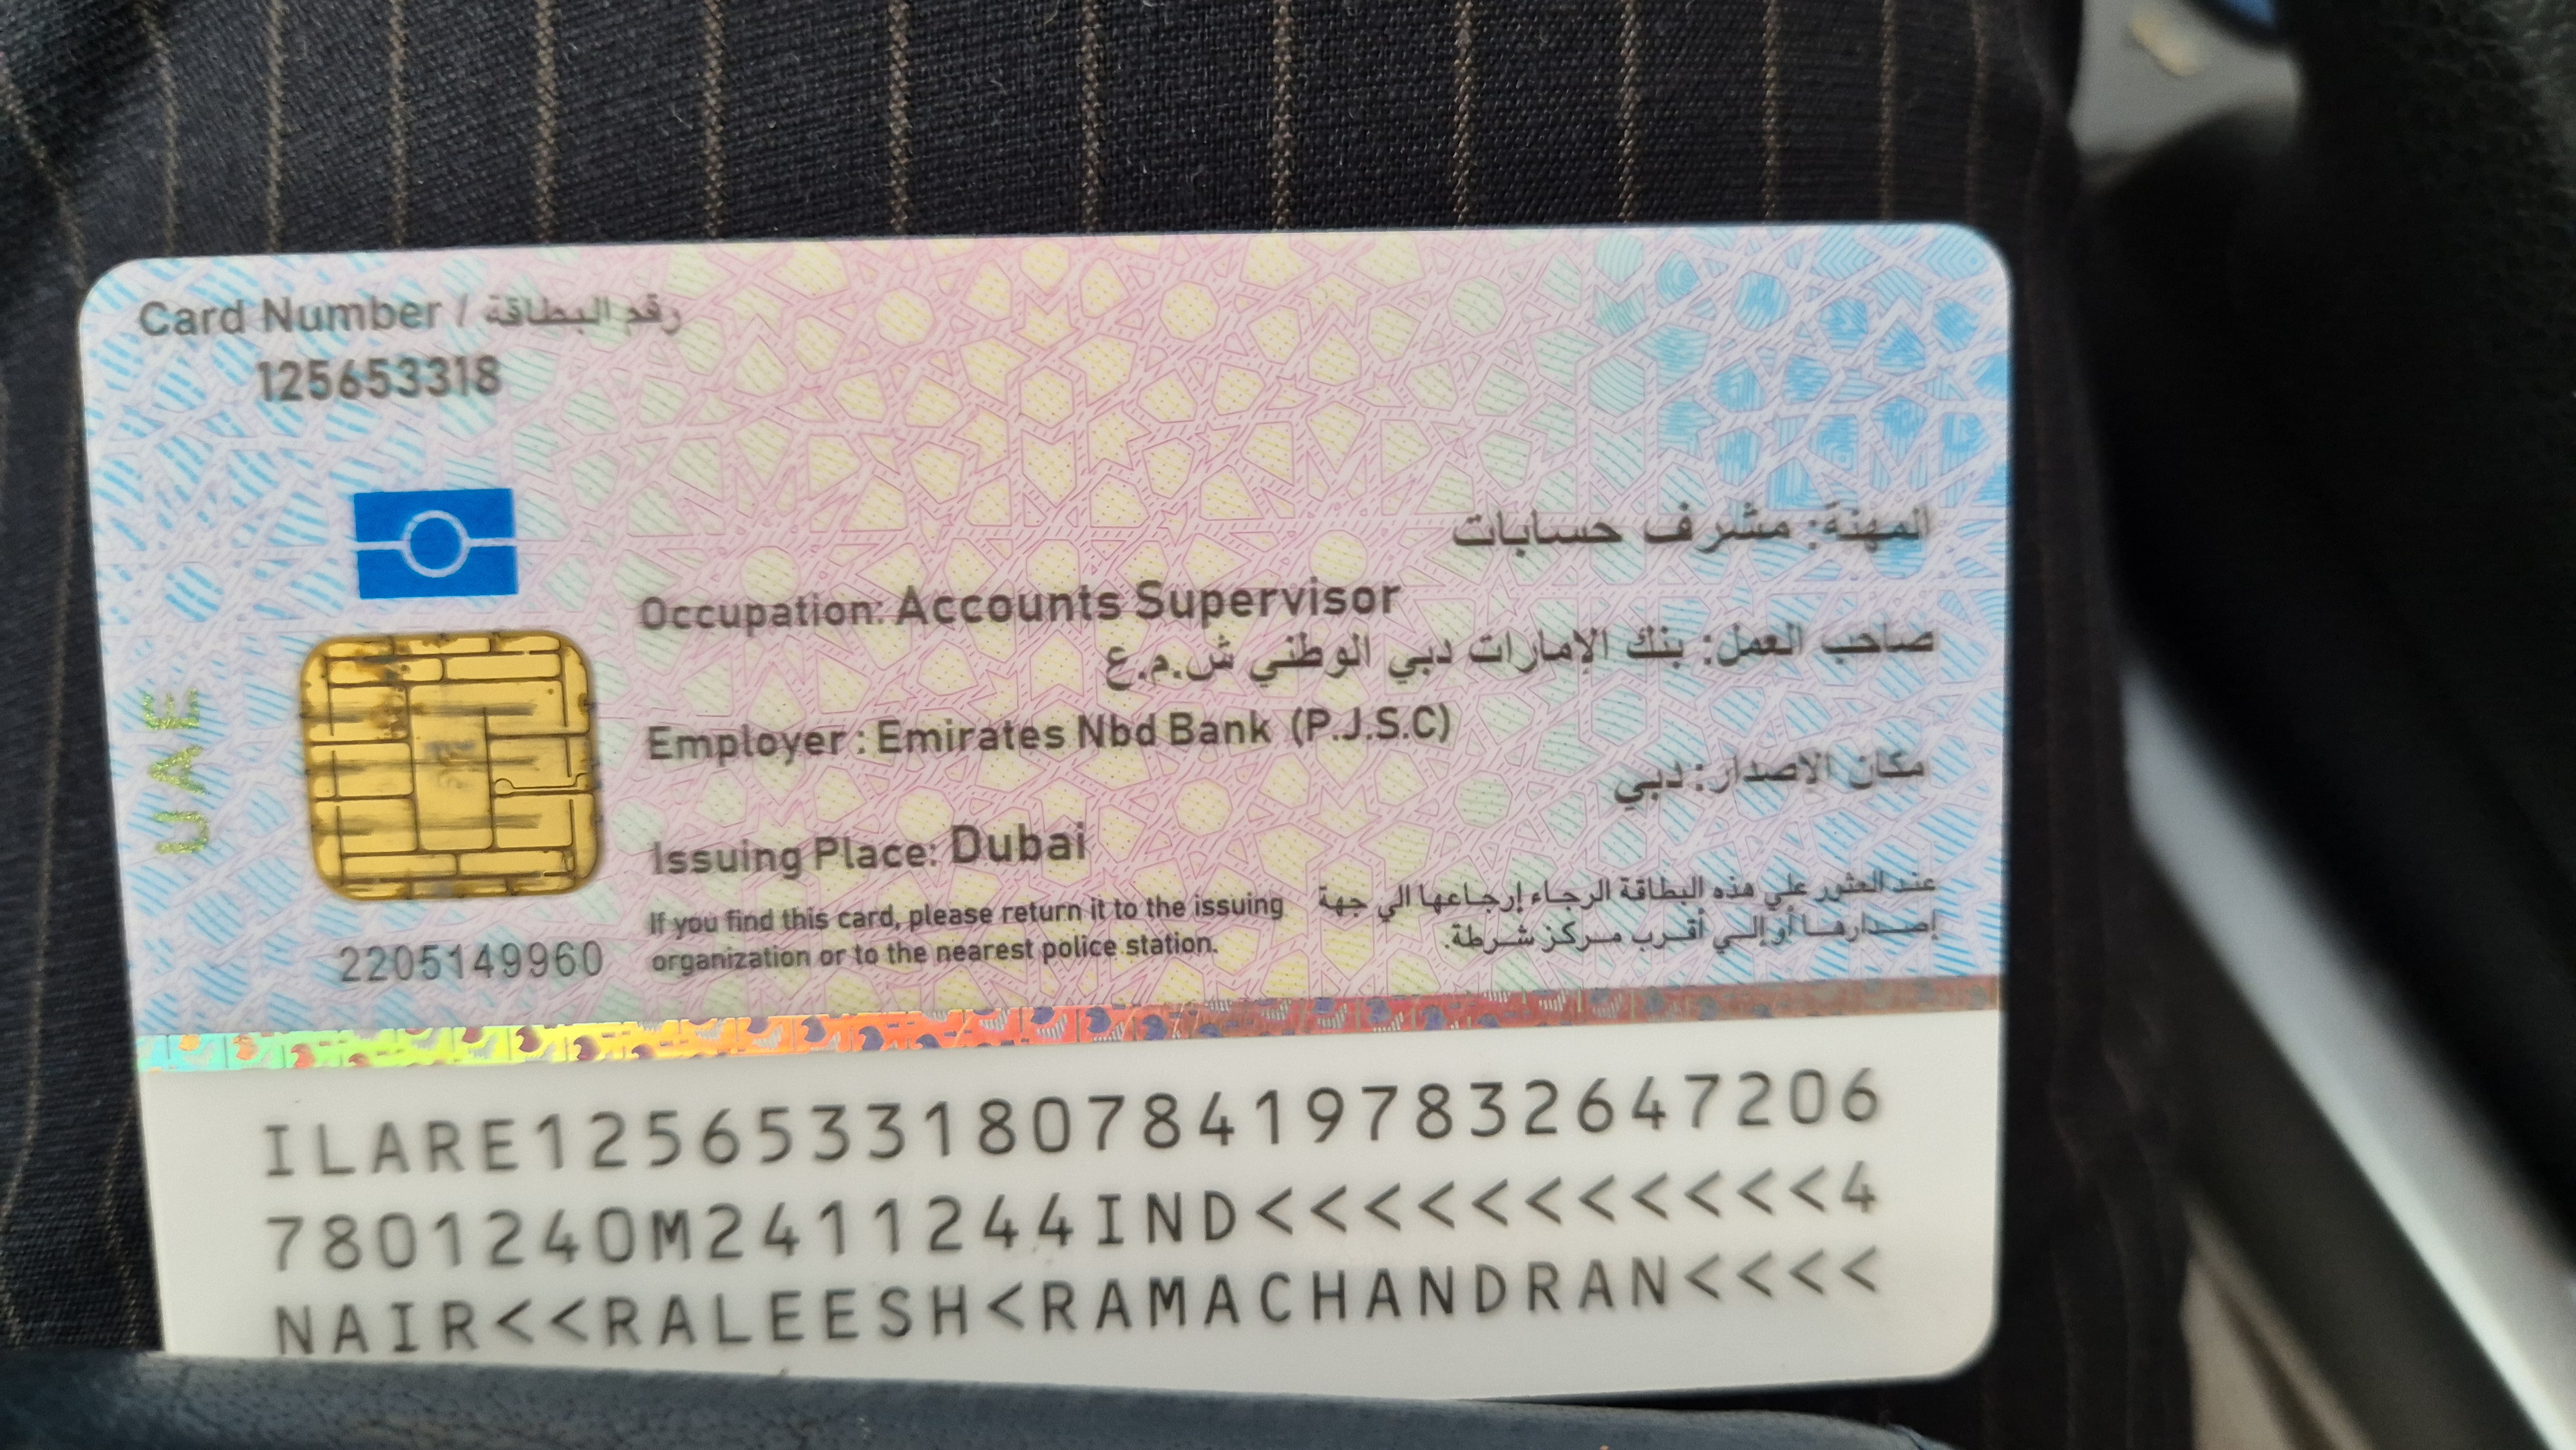 Card Number / رقم البطاقة
125653318
المهنة: مشرف حسابات
Occupation: Accounts Supervisor
صاحب العمل: بنك الإمارات دبي الوطني ش.م.ع
Employer : Emirates Nbd Bank (P.J.S.C)
مكان الاصدار: دبي
Issuing Place: Dubai
UAE
عند العثور علي هذه البطاقة الرجاء إرجاعها الي جهة
إصدارها أو إلي أقرب مركز شرطة.
If you find this card, please return it to the issuing
organization or to the nearest police station.
2205149960
ILARE1256533180784197832647206
7801240M2411244IND<<<<<<<<<<<4
NAIR<<RALEESH<RAMACHANDRAN<<<<